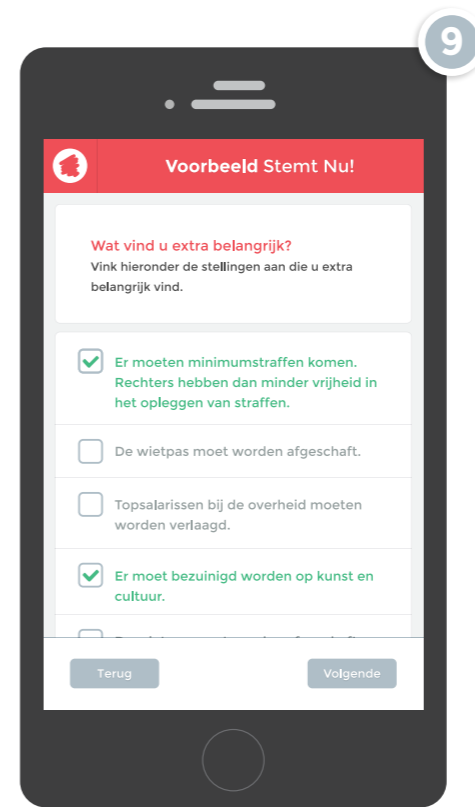 9
Voorbeeld Stemt Nu!
Wat vind u extra belangrijk?
Vink hieronder de stellingen aan die u extra
belangrijk vind.
Er moeten minimumstraffen komen.
Rechters hebben dan minder vrijheid in
het opleggen van straffen.
De wietpas moet worden afgeschaft.
Topsalarissen bij de overheid moeten
worden verlaagd.
Er moet bezuinigd worden op kunst en
cultuur.
Terug
Volgende